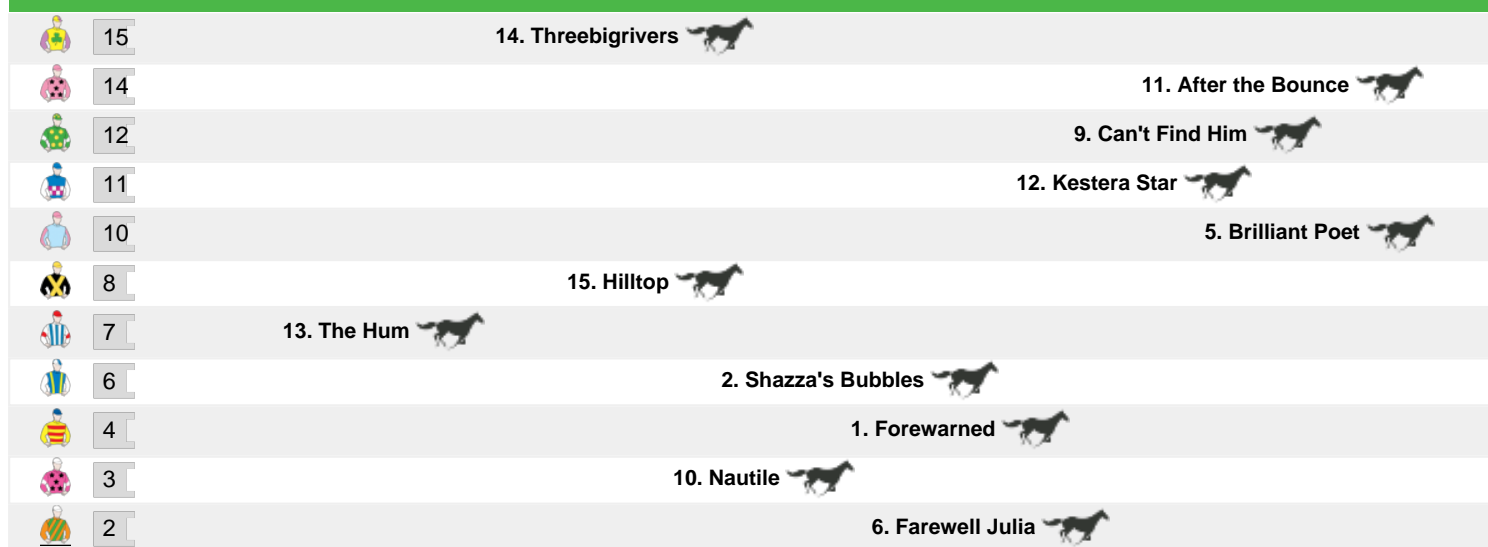 15 14. Threebigrivers
14 11. After the Bounce
12 9. Can't Find Him
11 12. Kestera Star
10 5. Brilliant Poet
8 15. Hilltop
7 13. The Hum
6 2. Shazza's Bubbles
4 1. Forewarned
3 10. Nautile
2 6. Farewell Julia